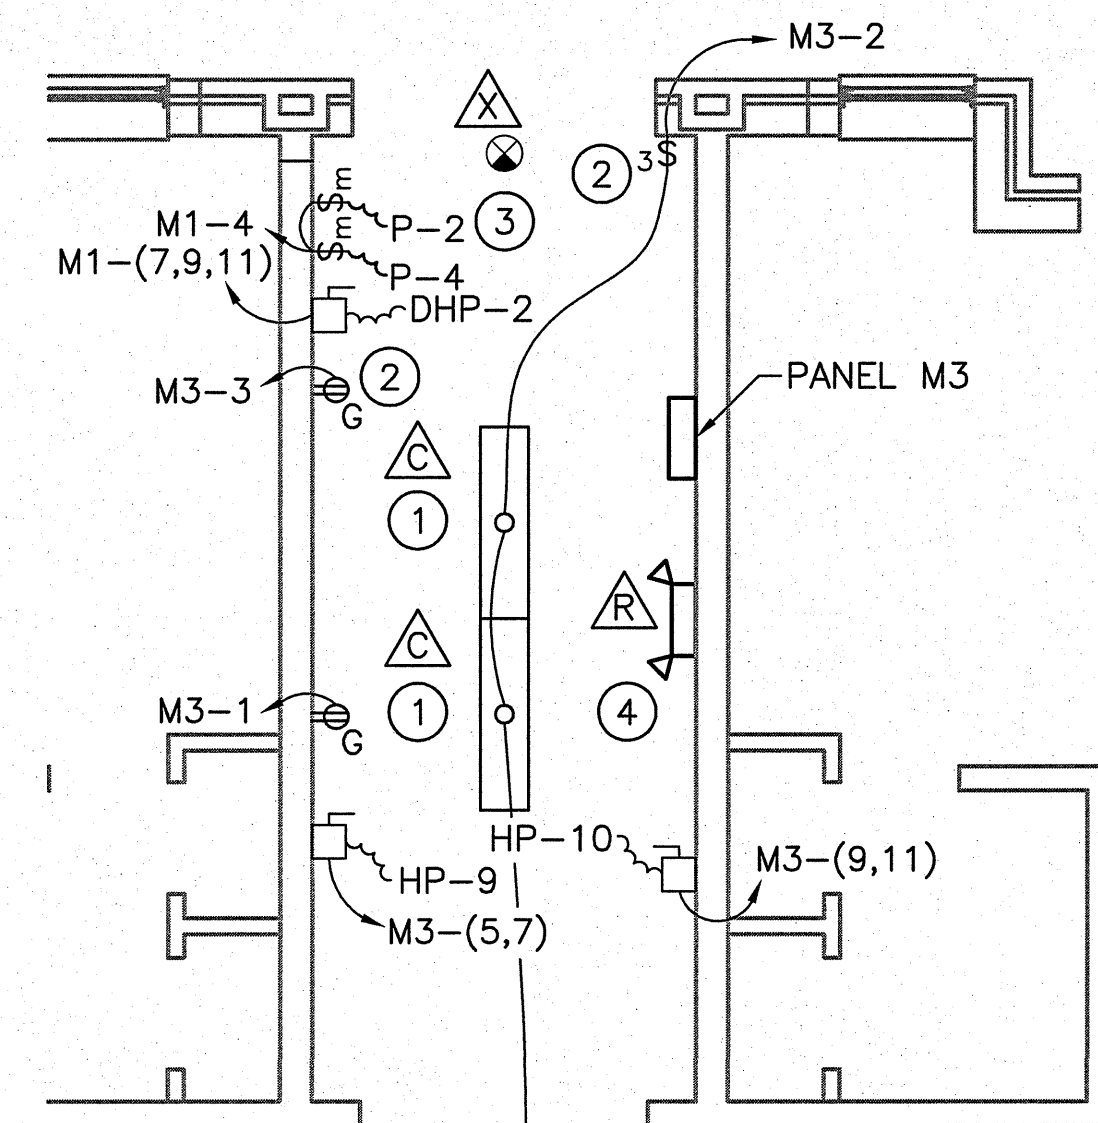 M3-2
X
2
3S
3
Sm
P-2
M1-4
Sm
P-4
M1-(7,9,11)
DHP-2
2
M3-3
G
PANEL M3
C
1
R
C
1
4
M3-1
G
HP-10
M3-(9,11)
HP-9
M3-(5,7)